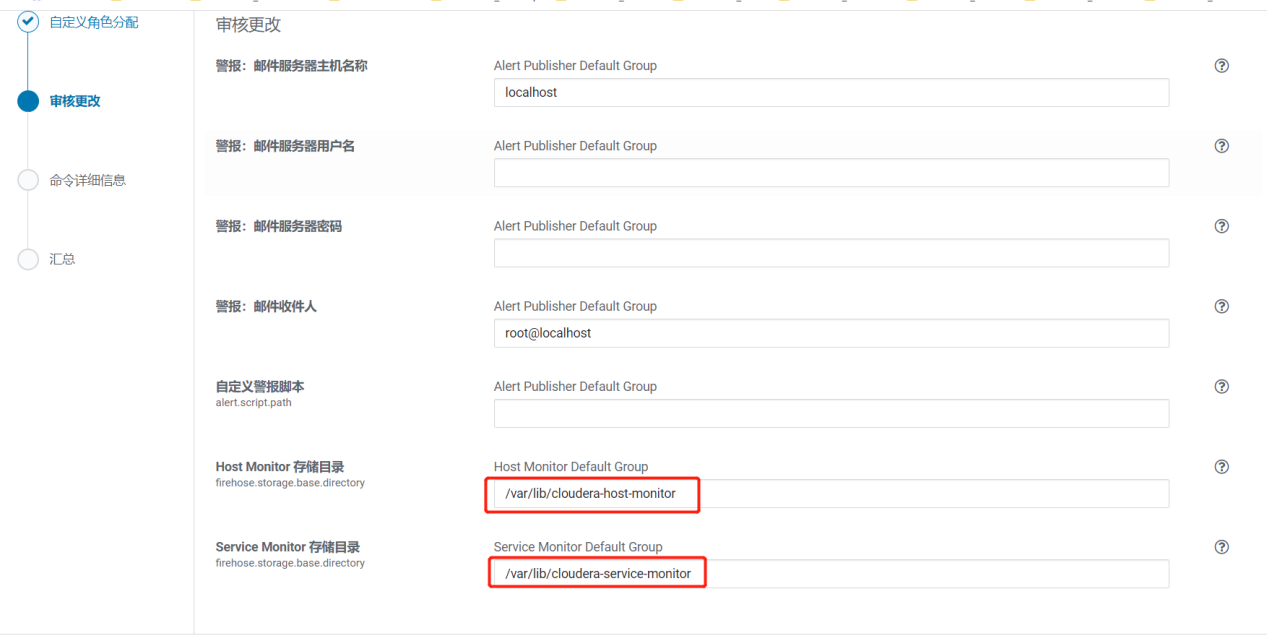 自定义角色分配
审核更改
命令详细信息
汇总
审核更改
警报：邮件服务器主机名称
Alert Publisher Default Group
localhost
警报：邮件服务器用户名
Alert Publisher Default Group
警报：邮件服务器密码
Alert Publisher Default Group
警报：邮件收件人
Alert Publisher Default Group
root@localhost
自定义警报脚本
alert.script.path
Alert Publisher Default Group
Host Monitor 存储目录
firehose.storage.base.directory
Host Monitor Default Group
/var/lib/cloudera-host-monitor
Service Monitor 存储目录
firehose.storage.base.directory
Service Monitor Default Group
/var/lib/cloudera-service-monitor